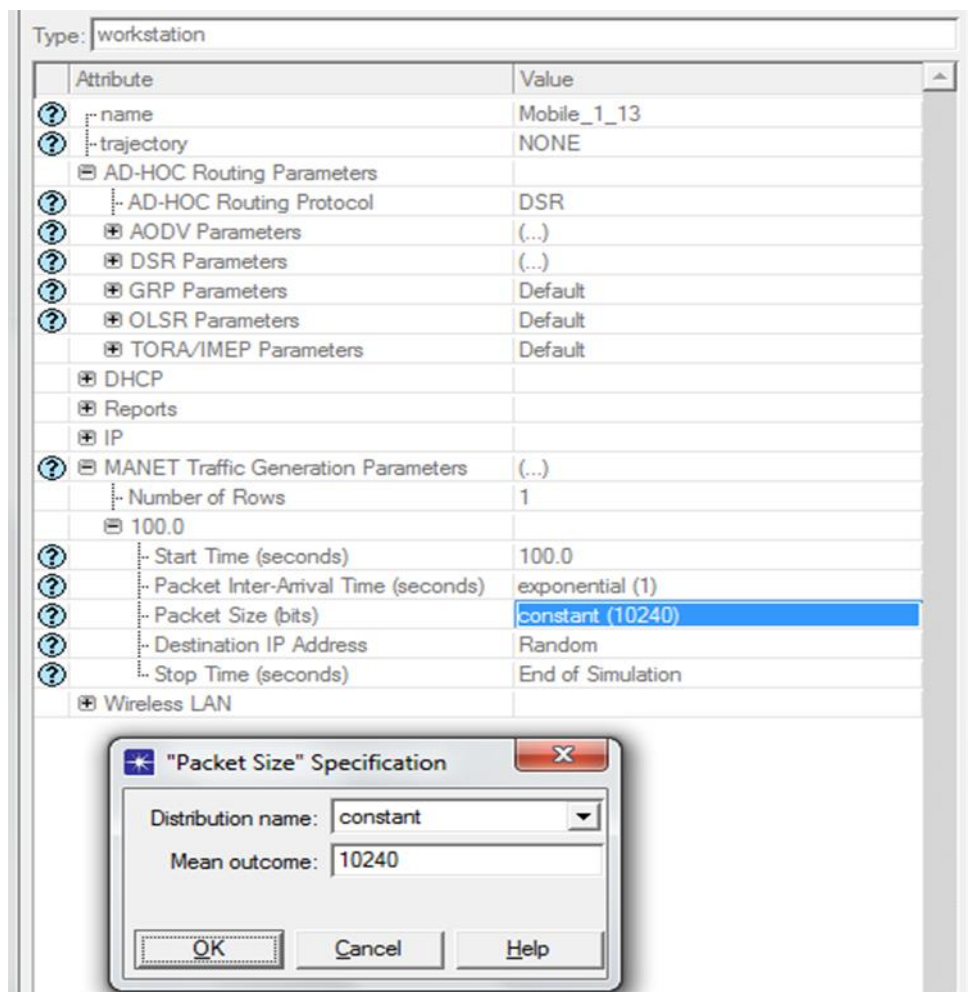 Type: workstation
Attribute Value
name Mobile_1_13
trajectory NONE
AD-HOC Routing Parameters
AD-HOC Routing Protocol DSR
AODV Parameters (...)
DSR Parameters (...)
GRP Parameters Default
OLSR Parameters Default
TORA/IMEP Parameters Default
DHCP
Reports
IP
MANET Traffic Generation Parameters (...)
Number of Rows 1
100.0
Start Time (seconds) 100.0
Packet Inter-Arrival Time (seconds) exponential (1)
Packet Size (bits) constant (10240)
Destination IP Address Random
Stop Time (seconds) End of Simulation
Wireless LAN
"Packet Size" Specification
Distribution name: constant
Mean outcome: 10240
OK Cancel Help